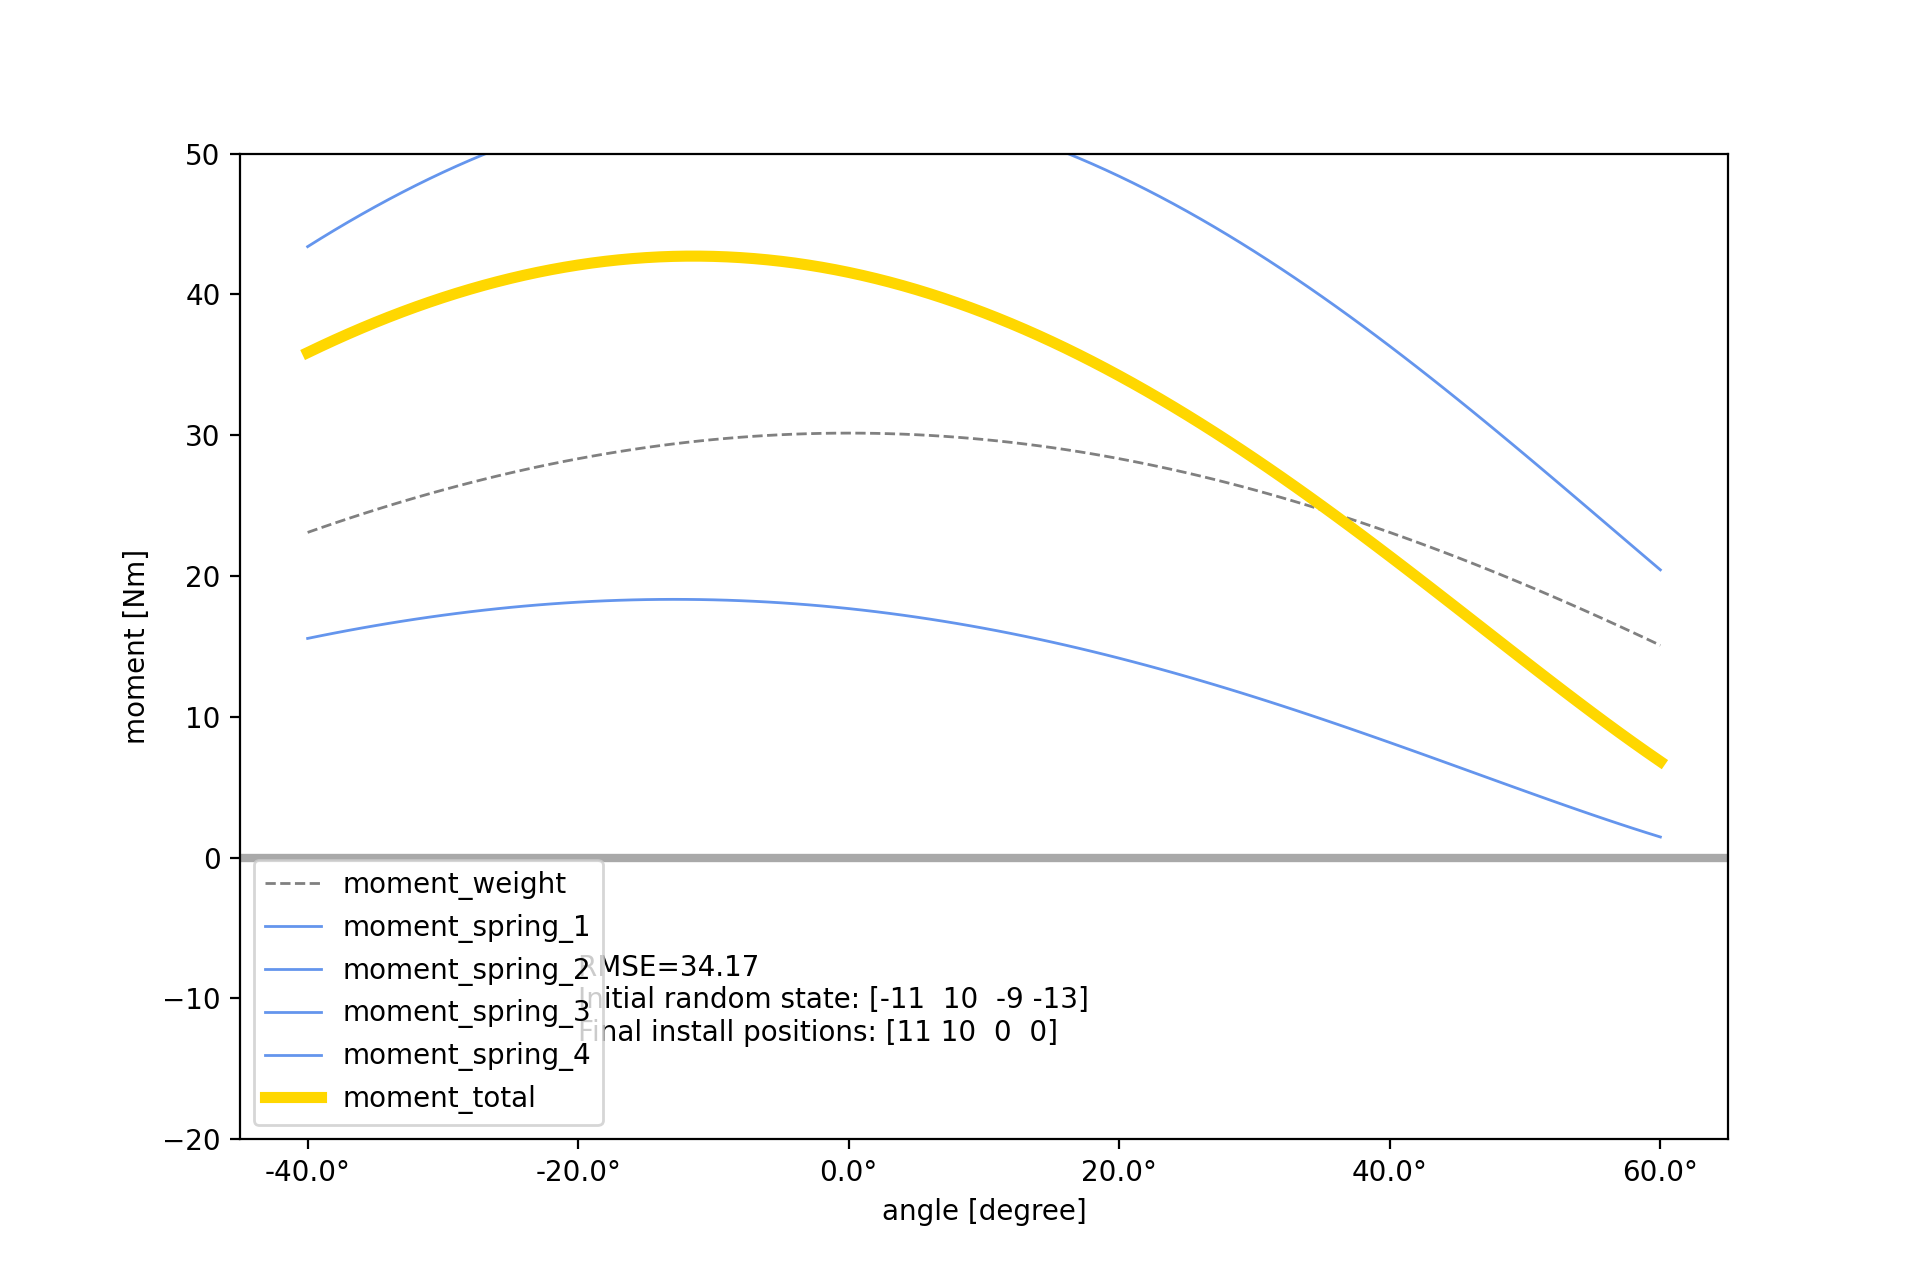 50
40
30
20
10
0
−10
−20
moment [Nm]
moment_weight
moment_spring_1
moment_spring_2
moment_spring_3
moment_spring_4
moment_total
RMSE=34.17
Initial random state: [-11  10  -9 -13]
Final install positions: [11 10  0  0]
-40.0° -20.0° 0.0° 20.0° 40.0° 60.0°
angle [degree]